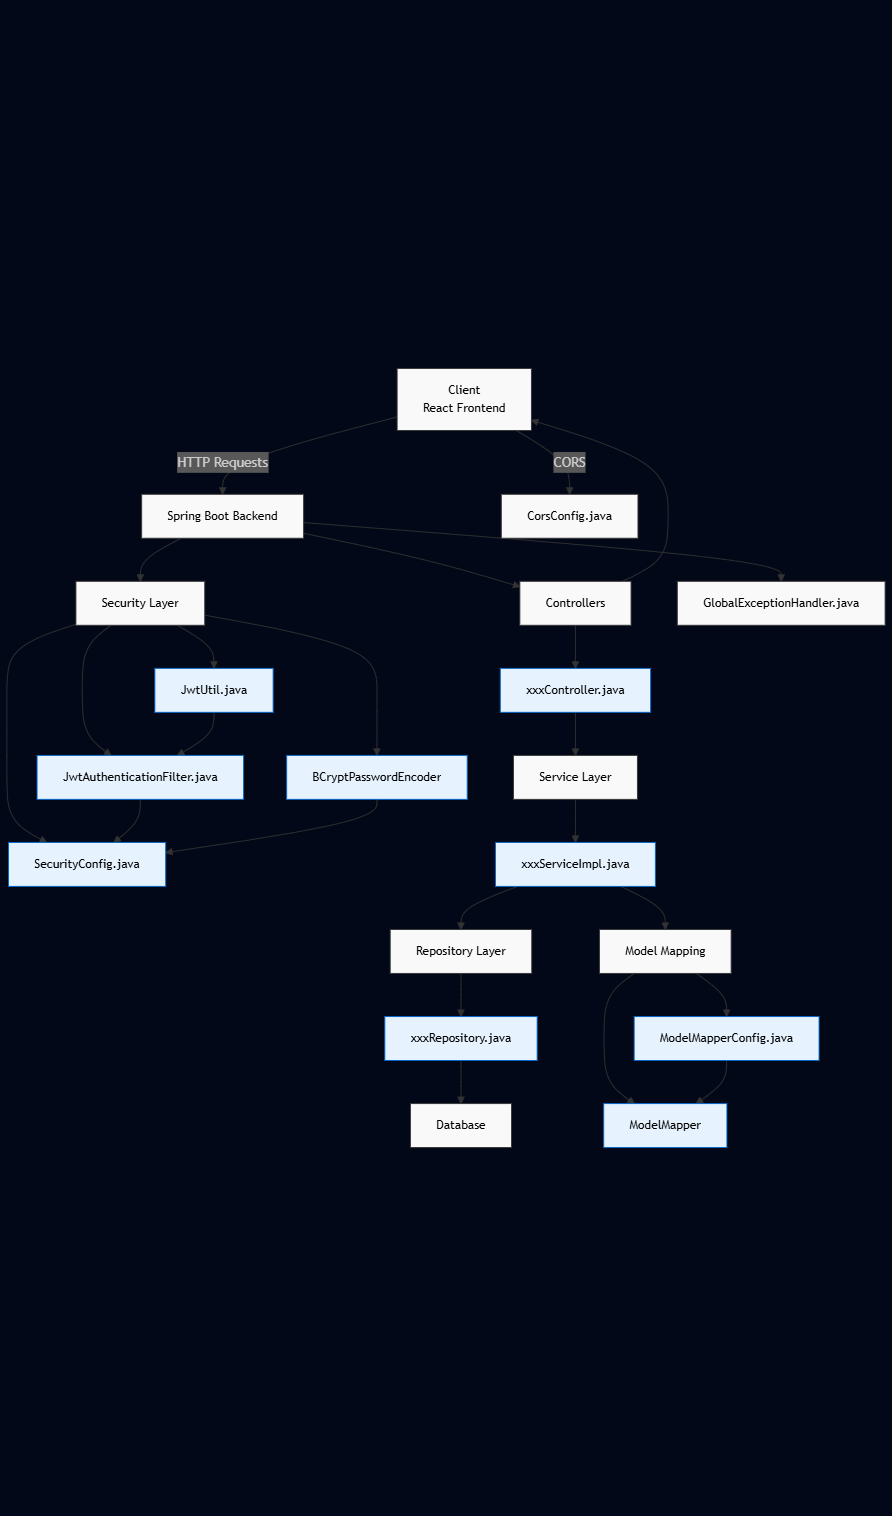 Client
React Frontend
HTTP Requests
CORS
Spring Boot Backend
CorsConfig.java
Security Layer
Controllers
GlobalExceptionHandler.java
JwtUtil.java
xxxController.java
JwtAuthenticationFilter.java
BCryptPasswordEncoder
Service Layer
SecurityConfig.java
xxxServiceImpl.java
Repository Layer
Model Mapping
xxxRepository.java
ModelMapperConfig.java
Database
ModelMapper